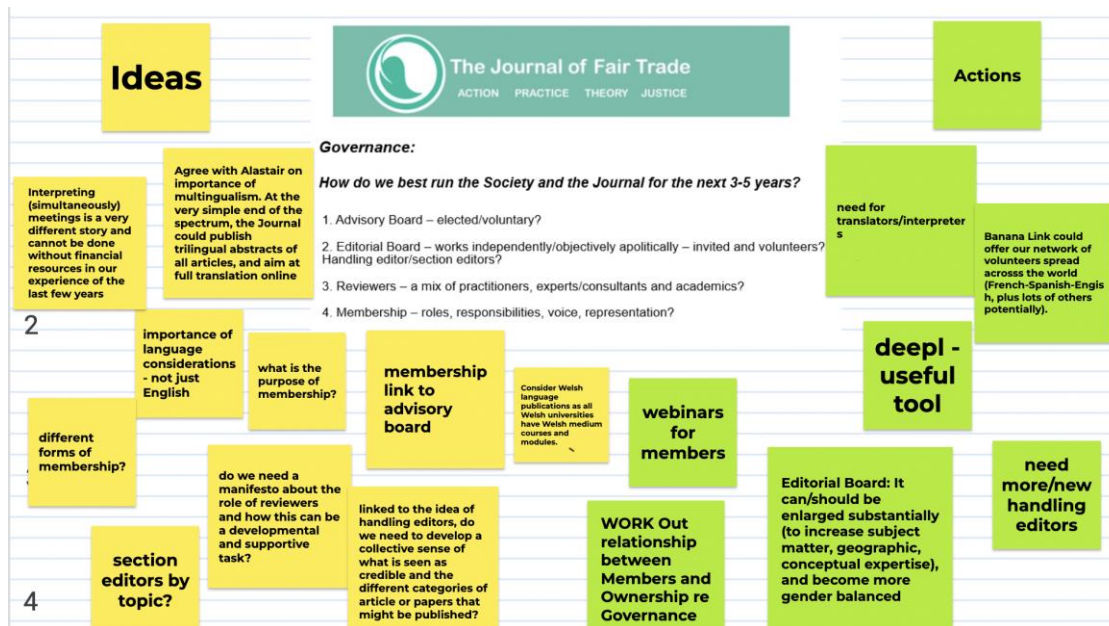 Ideas
The Journal of Fair Trade
ACTION PRACTICE THEORY JUSTICE
Actions
Governance:
How do we best run the Society and the Journal for the next 3-5 years?
1. Advisory Board – elected/voluntary?
2. Editorial Board – works independently/objectively apolitically – invited and volunteers?
Handling editor/section editors?
3. Reviewers – a mix of practitioners, experts/consultants and academics?
4. Membership – roles, responsibilities, voice, representation?
Interpreting
(simultaneously)
meetings is a very
different story and
cannot be done
without financial
resources in our
experience of the
last few years
Agree with Alastair on
importance of
multingualism. At the
very simple end of the
spectrum, the Journal
could publish
trilingual abstracts of
all articles, and aim at
full translation online
need for
translators/interpreter
s
Banana Link could
offer our network of
volunteers spread
acrosss the world
(French-Spanish-Engis
h, plus lots of others
potentially).
2
importance of
language
considerations
- not just
English
what is the
purpose of
membership?
membership
link to
advisory
board
Consider Welsh
language
publications as all
Welsh universities
have Welsh medium
courses and
modules.
webinars
for
members
deepl -
useful
tool
different
forms of
membership?
do we need a
manifesto about the
role of reviewers
and how this can be
a developmental
and supportive
task?
linked to the idea of
handling editors, do
we need to develop a
collective sense of
what is seen as
credible and the
different categories of
article or papers that
might be published?
WORK Out
relationship
between
Members and
Ownership re
Governance
Editorial Board: It
can/should be
enlarged substantially
(to increase subject
matter, geographic,
conceptual expertise),
and become more
gender balanced
need
more/new
handling
editors
section
editors by
topic?
4